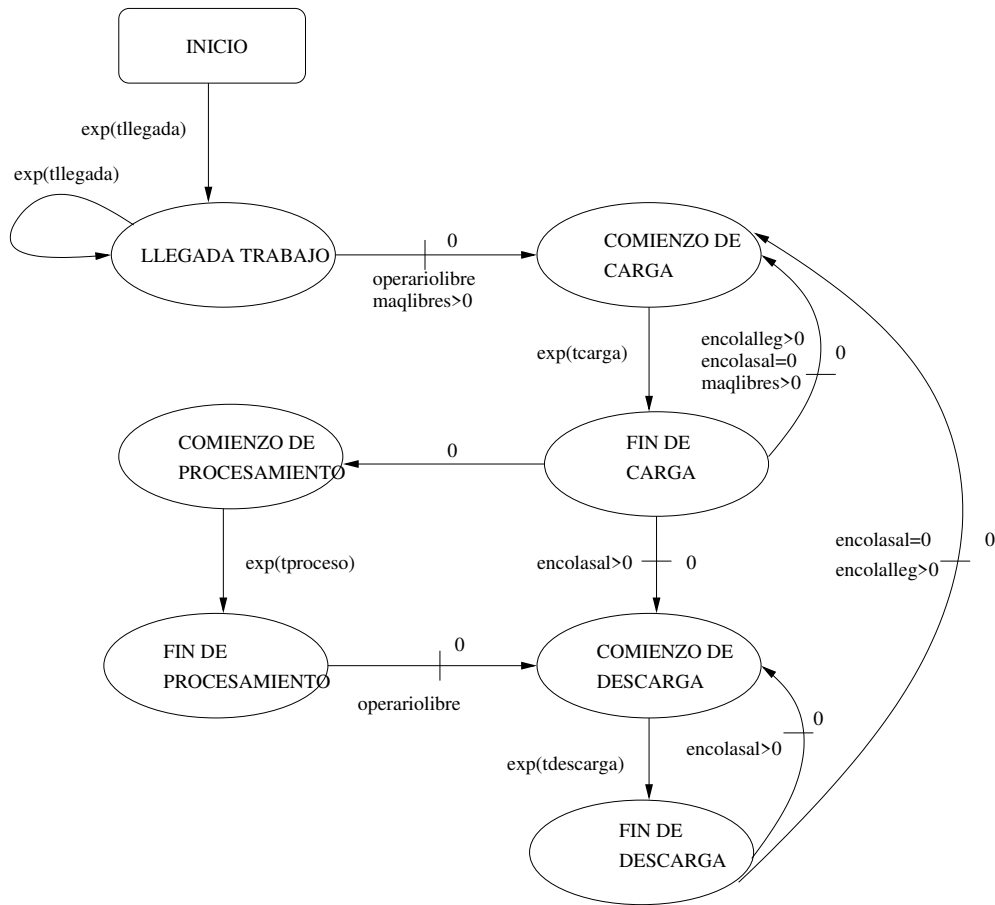 INICIO
exp(tllegada)
exp(tllegada)
LLEGADA TRABAJO
0
operariolibre
maqlibres>0
COMIENZO DE
CARGA
exp(tcarga)
encolalleg>0
encolasal=0
maqlibres>0
0
COMIENZO DE
PROCESAMIENTO
0
FIN DE
CARGA
exp(tproceso)
encolasal>0
0
encolasal=0
encolalleg>0
0
FIN DE
PROCESAMIENTO
0
operariolibre
COMIENZO DE
DESCARGA
exp(tdescarga)
encolasal>0
0
FIN DE
DESCARGA